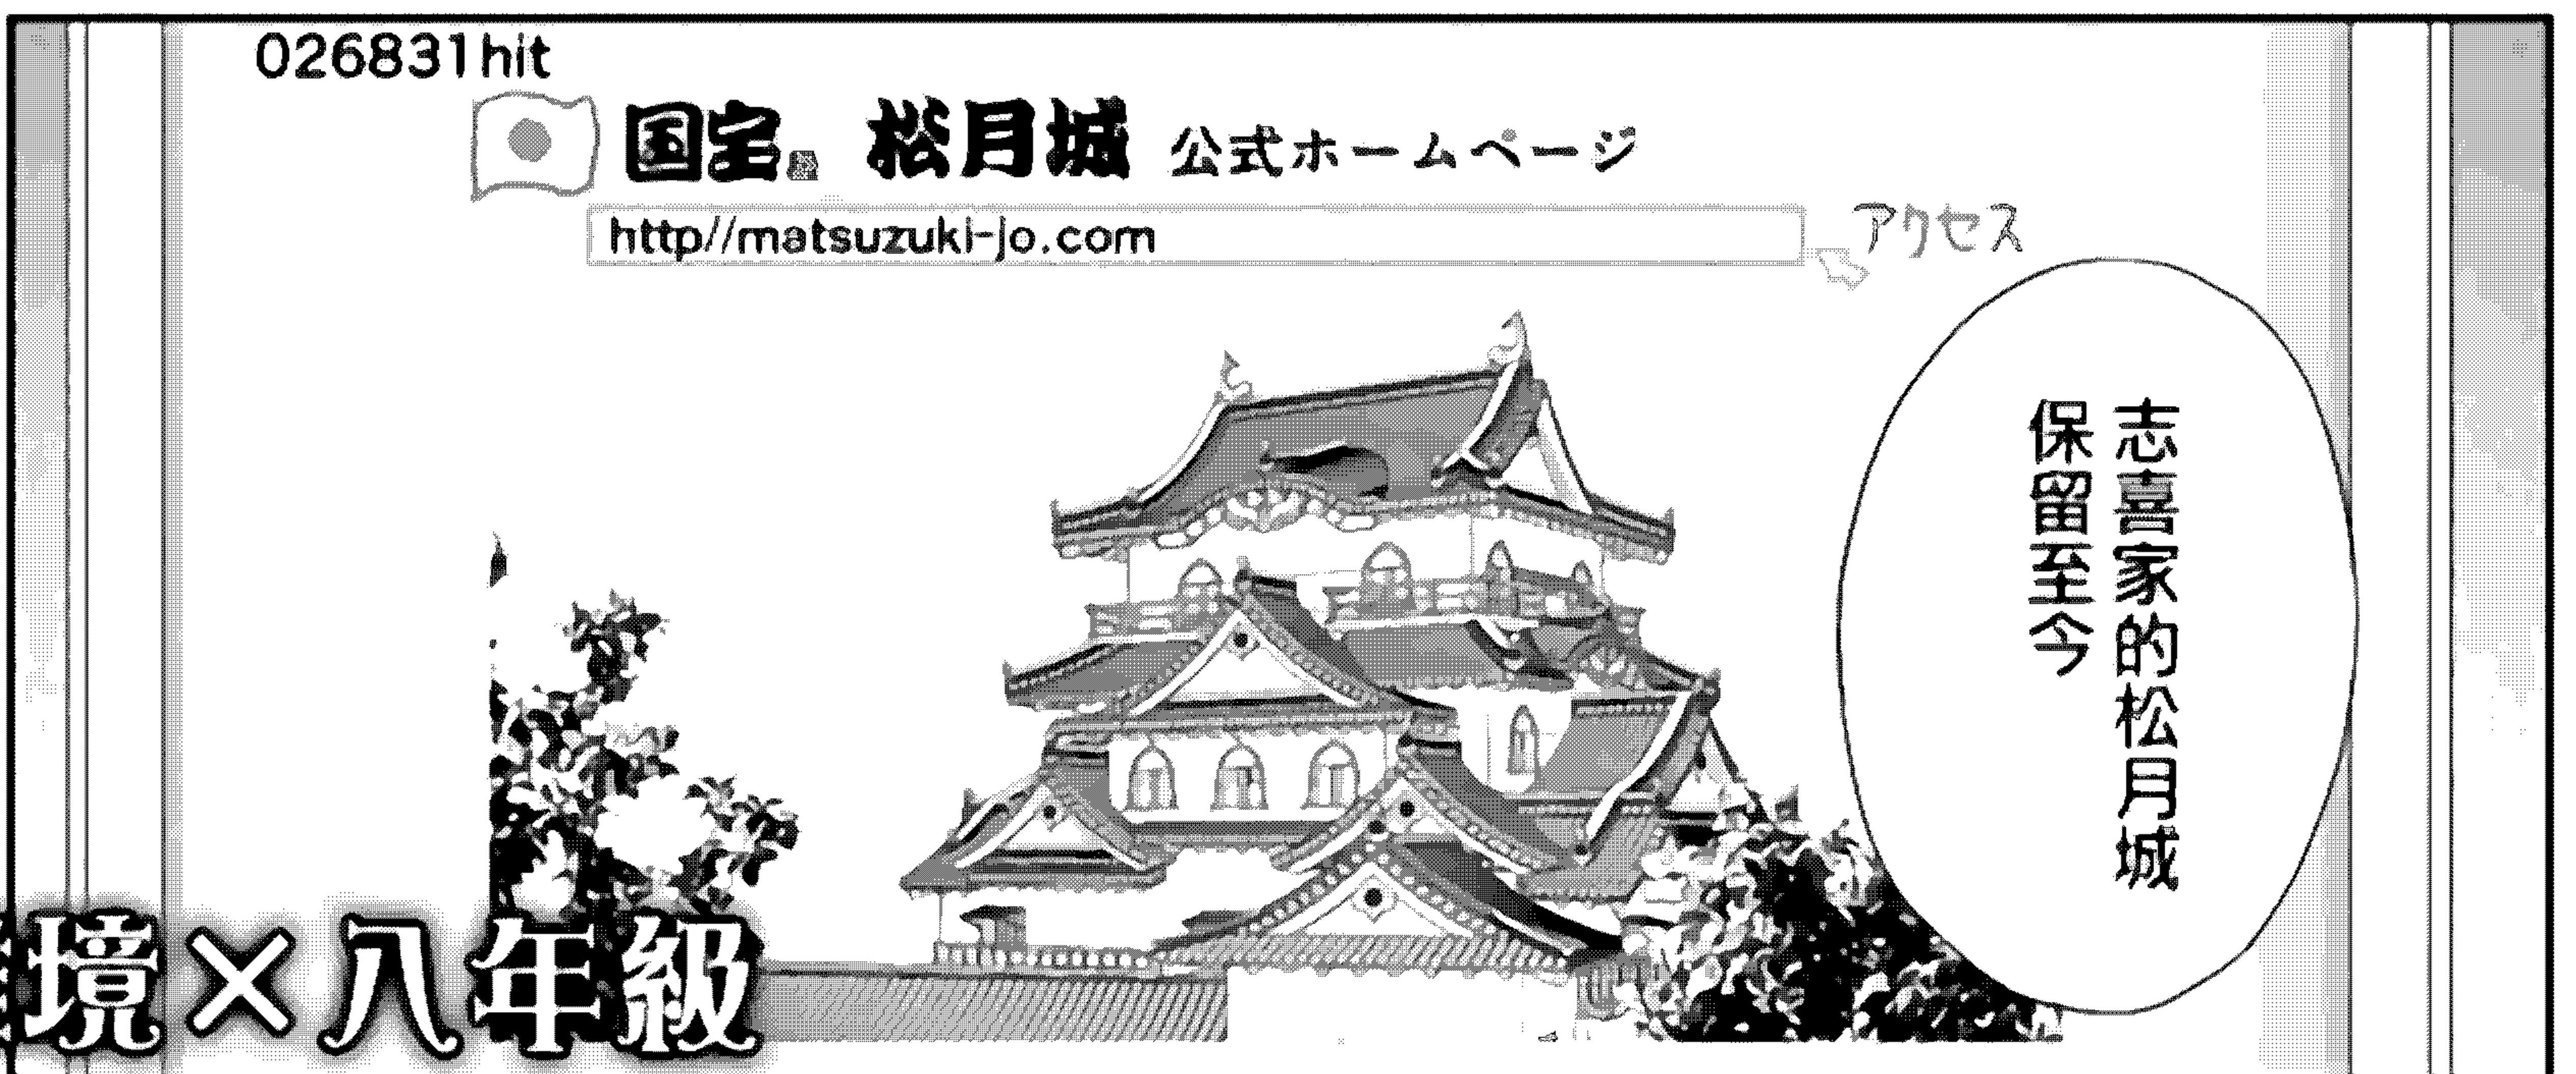 026831hit
国宝。 松月城 公式ホームページ
http//matsuzuki-jo.com
アクセス
志喜家的松月城
保留至今
境×八年級